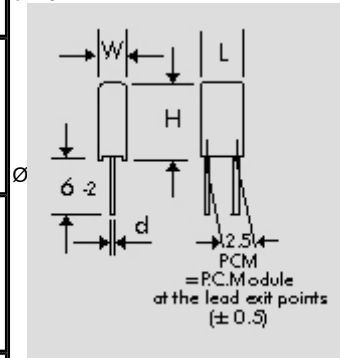 W
L
H
Ø
6 -2
d
2.5
PCM
=P.C.Module
at the lead exit points
(± 0.5)